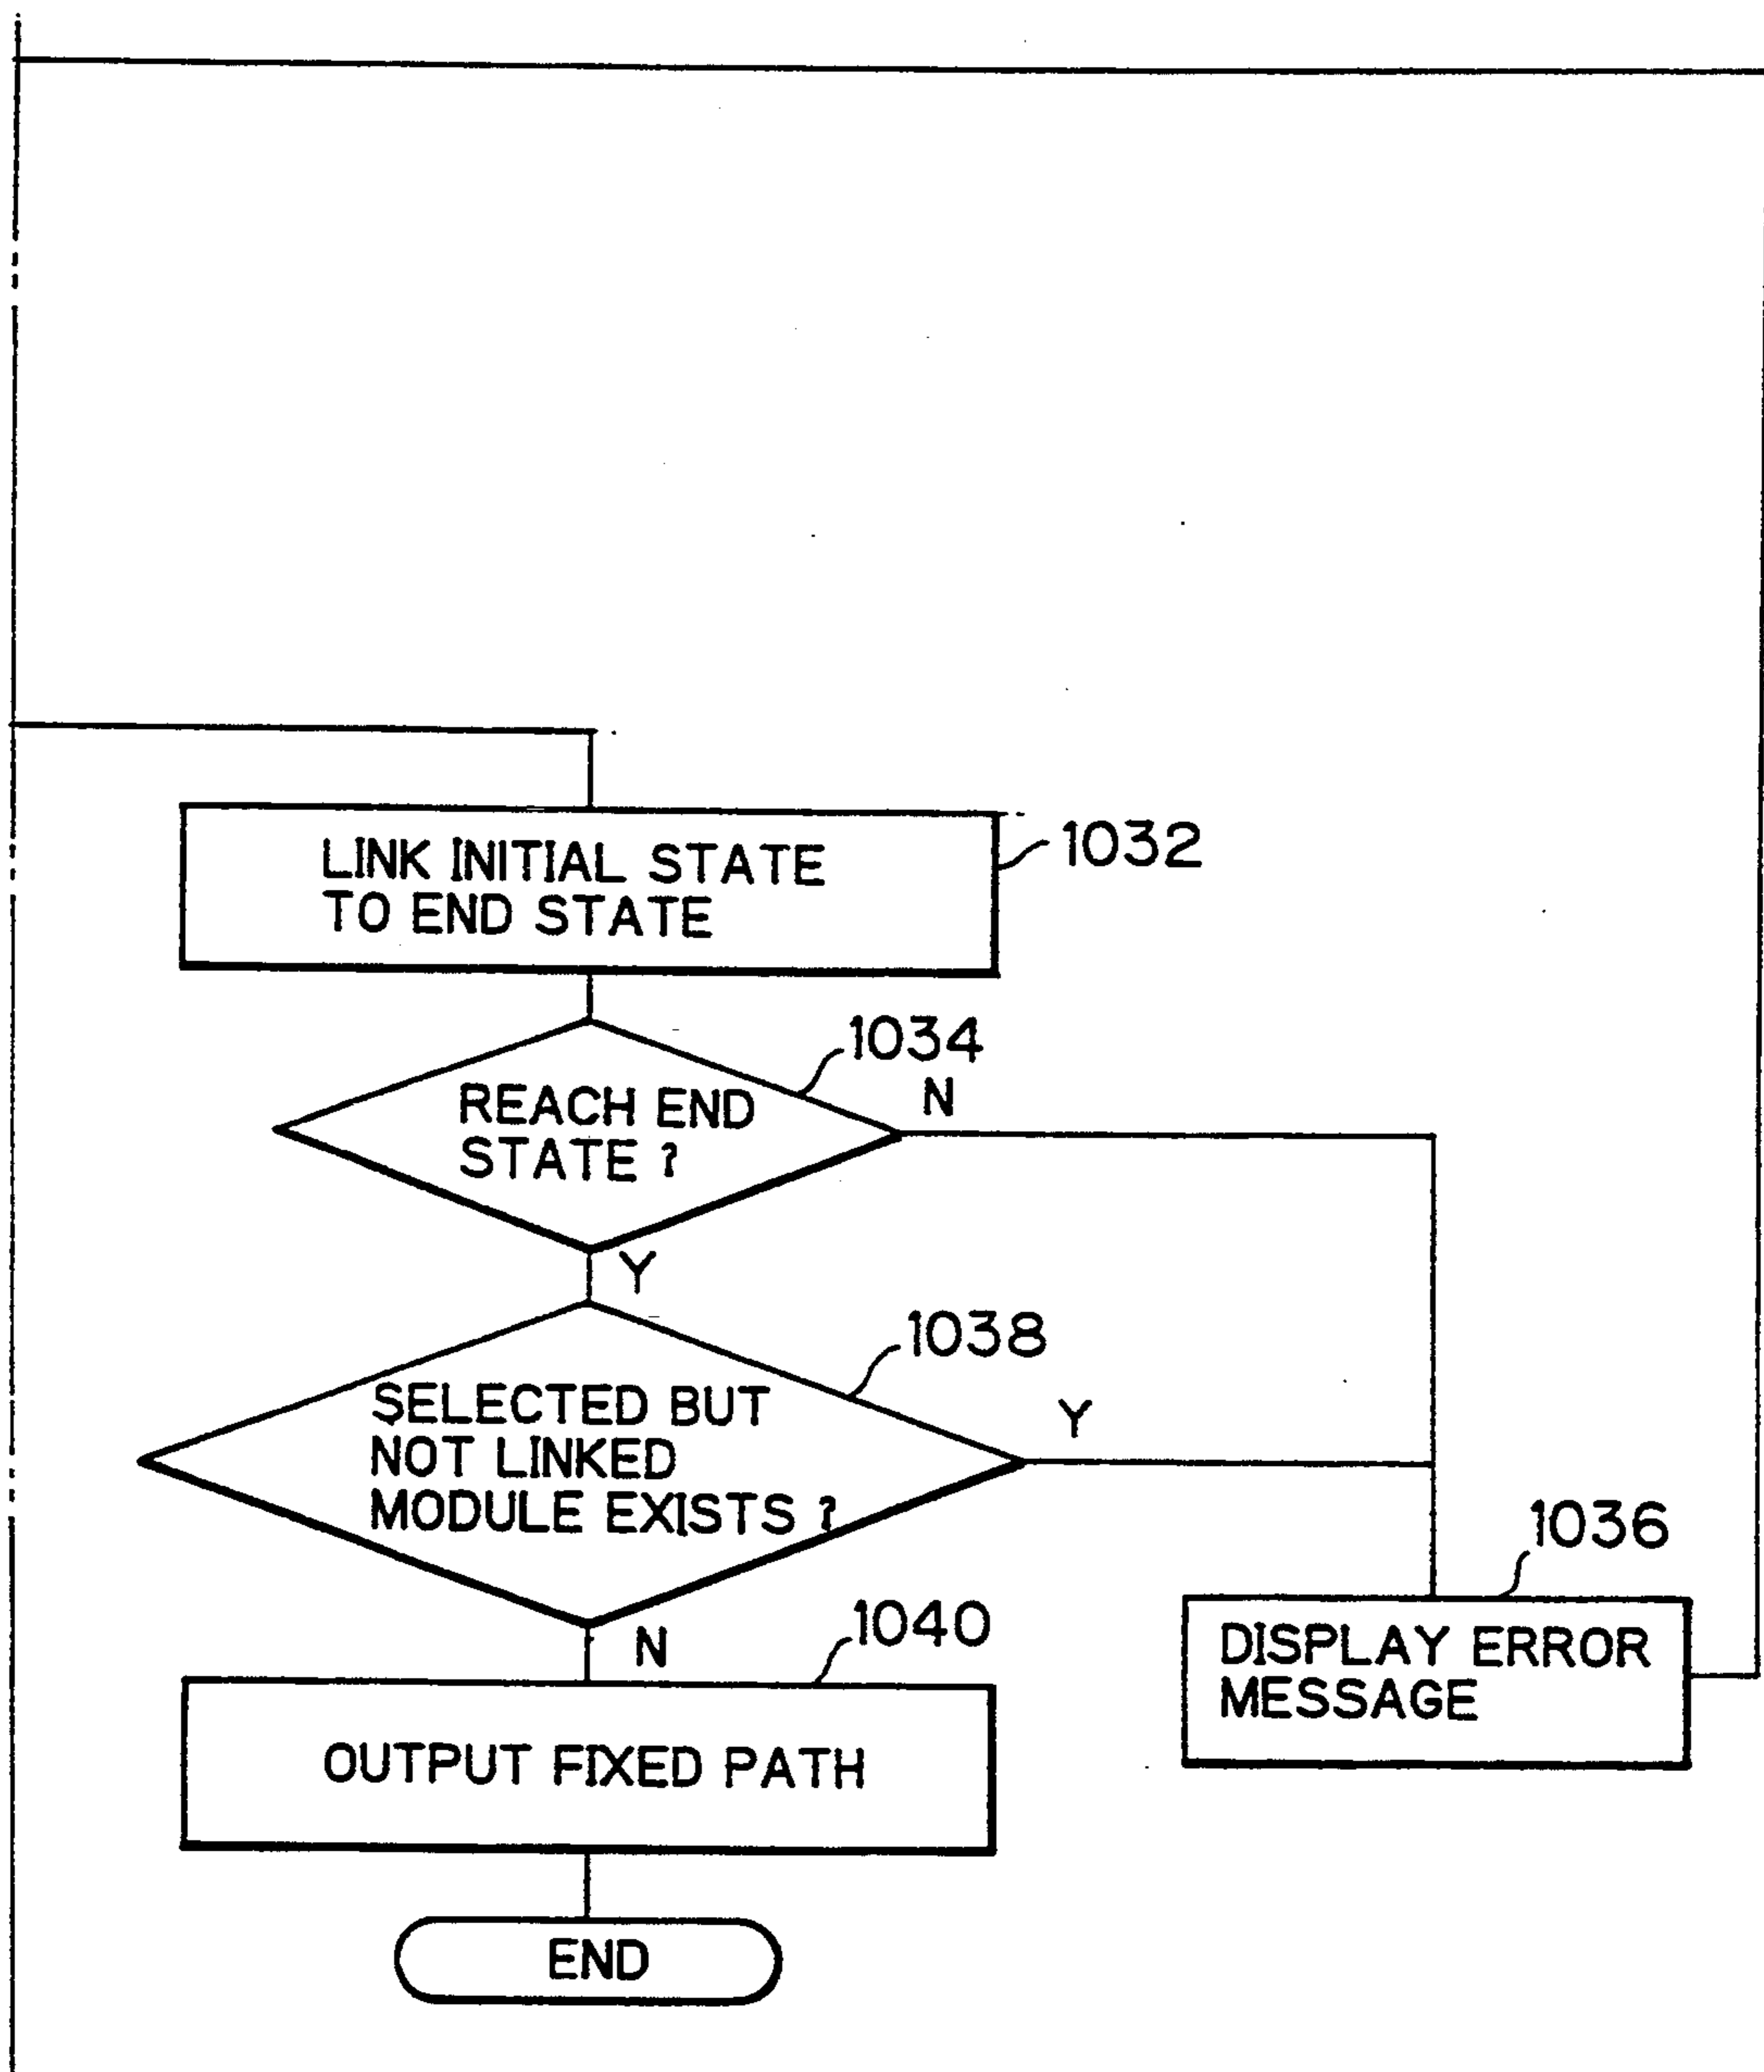 LINK INITIAL STATE
TO END STATE
1032
1034
REACH END
STATE ?
N
Y
1038
SELECTED BUT
NOT LINKED
MODULE EXISTS ?
Y
1036
DISPLAY ERROR
MESSAGE
N
1040
OUTPUT FIXED PATH
END